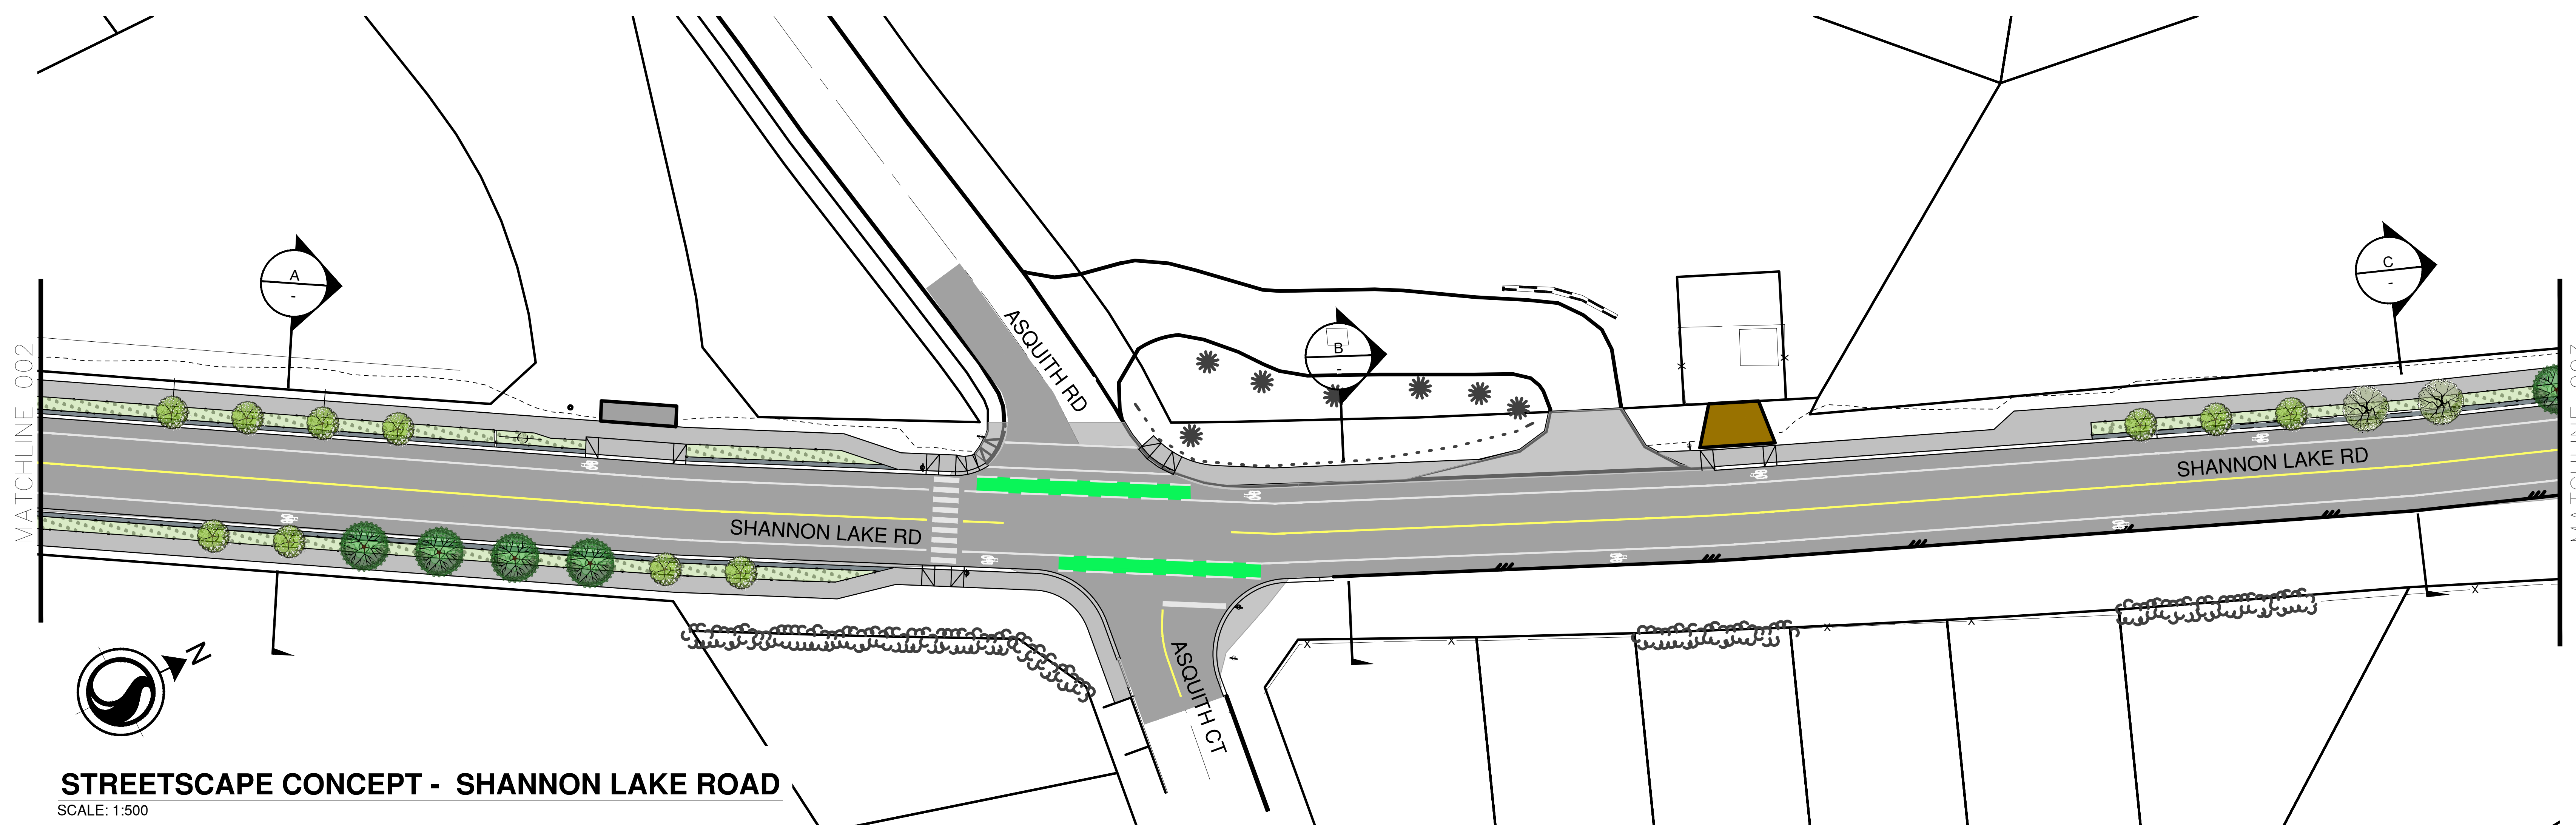 A
-
B
-
C
-
MATCHLINE 002
ASQUITH RD
SHANNON LAKE RD
SHANNON LAKE RD
ASQUITH CT
N
STREETSCAPE CONCEPT - SHANNON LAKE ROAD
SCALE: 1:500